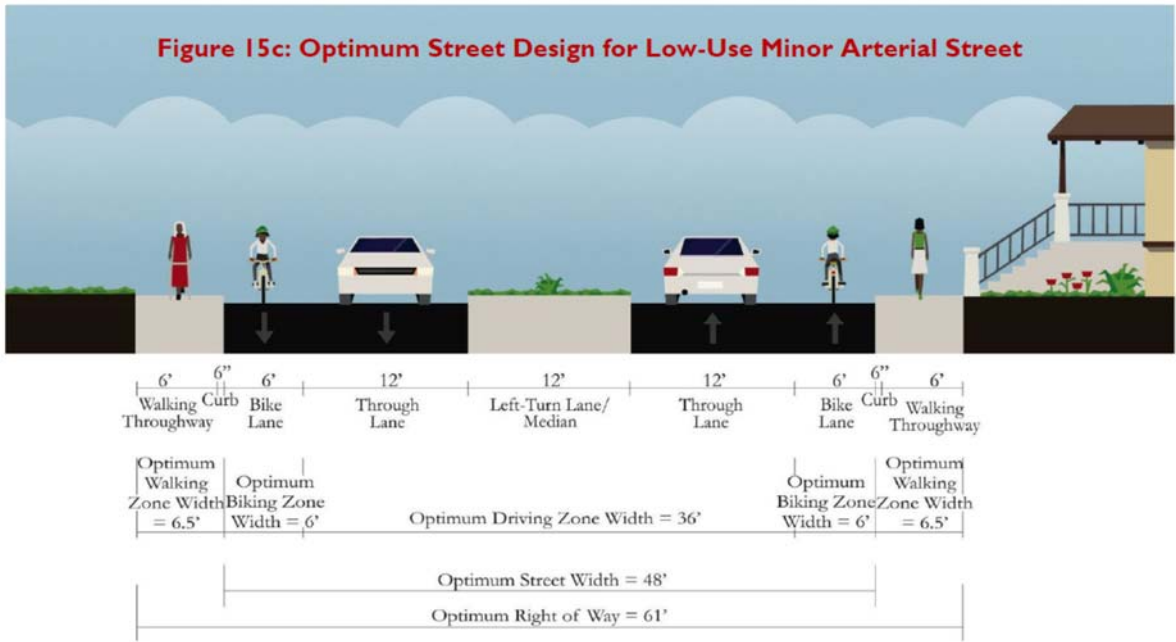 Figure 15c: Optimum Street Design for Low-Use Minor Arterial Street
6’ 6” 6’ 12’ 12’ 12’ 6’ 6” 6’
Walking Curb Bike Through Left-Turn Lane/ Through Bike Curb Walking
Throughway Lane Lane Median Lane Lane Throughway
Optimum Optimum
Walking Optimum Optimum Walking
Zone Width Biking Zone Biking Zone Zone Width
= 6.5’ Width = 6’ Optimum Driving Zone Width = 36’ Width = 6’ = 6.5’
Optimum Street Width = 48’
Optimum Right of Way = 61’